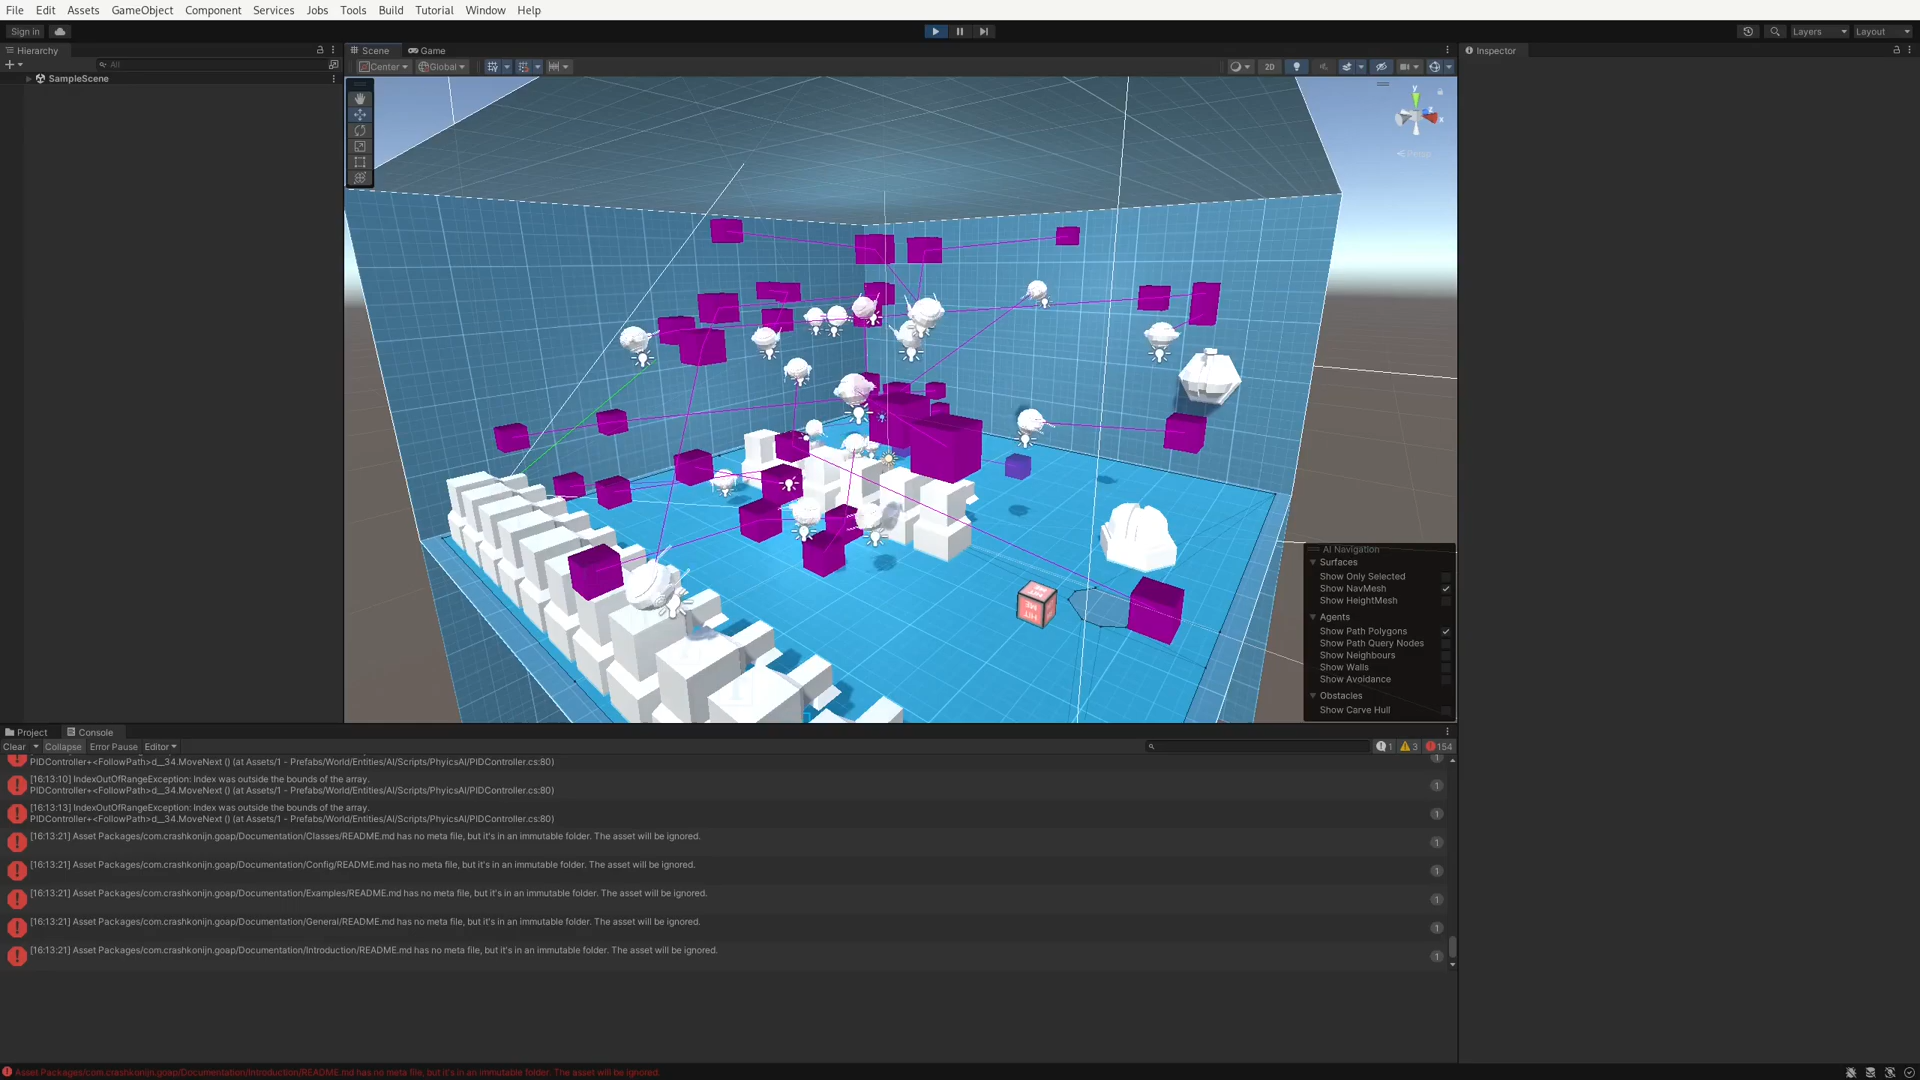 File Edit Assets GameObject Component Services Jobs Tools Build Tutorial Window Help
Sign in
Layers Layout
Hierarchy
Scene Game
Inspector
All
SampleScene
Center Global
2D
y
x
Persp
HIT
ME
AI Navigation
Surfaces
Show Only Selected
Show NavMesh
Show HeightMesh
Agents
Show Path Polygons
Show Path Query Nodes
Show Neighbours
Show Walls
Show Avoidance
Obstacles
Show Carve Hull
Project Console
Clear Collapse Error Pause Editor
1 3 154
PIDController+<FollowPath>d__34.MoveNext () (at Assets/1 - Prefabs/World/Entities/AI/Scripts/PhyicsAI/PIDController.cs:80)
1
[16:13:10] IndexOutOfRangeException: Index was outside the bounds of the array.
PIDController+<FollowPath>d__34.MoveNext () (at Assets/1 - Prefabs/World/Entities/AI/Scripts/PhyicsAI/PIDController.cs:80)
1
[16:13:13] IndexOutOfRangeException: Index was outside the bounds of the array.
PIDController+<FollowPath>d__34.MoveNext () (at Assets/1 - Prefabs/World/Entities/AI/Scripts/PhyicsAI/PIDController.cs:80)
1
[16:13:21] Asset Packages/com.crashkonijn.goap/Documentation/Classes/README.md has no meta file, but it's in an immutable folder. The asset will be ignored.
1
[16:13:21] Asset Packages/com.crashkonijn.goap/Documentation/Config/README.md has no meta file, but it's in an immutable folder. The asset will be ignored.
1
[16:13:21] Asset Packages/com.crashkonijn.goap/Documentation/Examples/README.md has no meta file, but it's in an immutable folder. The asset will be ignored.
1
[16:13:21] Asset Packages/com.crashkonijn.goap/Documentation/General/README.md has no meta file, but it's in an immutable folder. The asset will be ignored.
1
[16:13:21] Asset Packages/com.crashkonijn.goap/Documentation/Introduction/README.md has no meta file, but it's in an immutable folder. The asset will be ignored.
1
Asset Packages/com.crashkonijn.goap/Documentation/Introduction/README.md has no meta file, but it's in an immutable folder. The asset will be ignored.